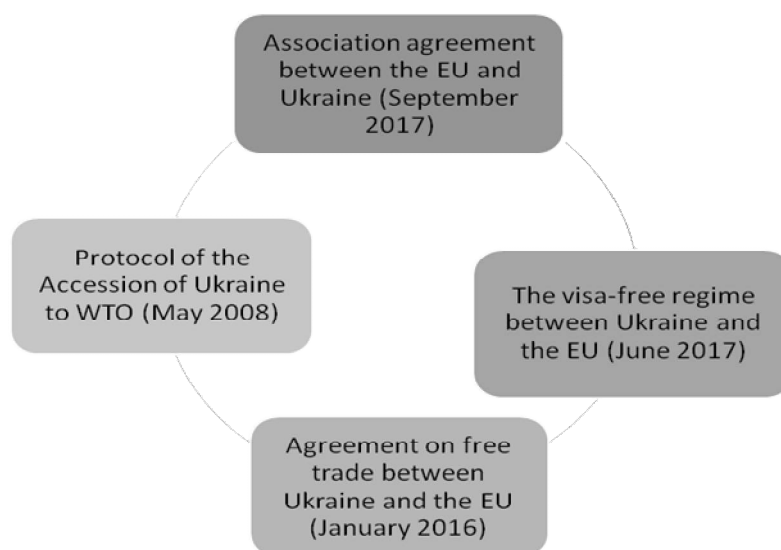 Association agreement
between the EU and
Ukraine (September
2017)
The visa-free regime
between Ukraine and
the EU (June 2017)
Agreement on free
trade between
Ukraine and the EU
(January 2016)
Protocol of the
Accession of Ukraine
to WTO (May 2008)